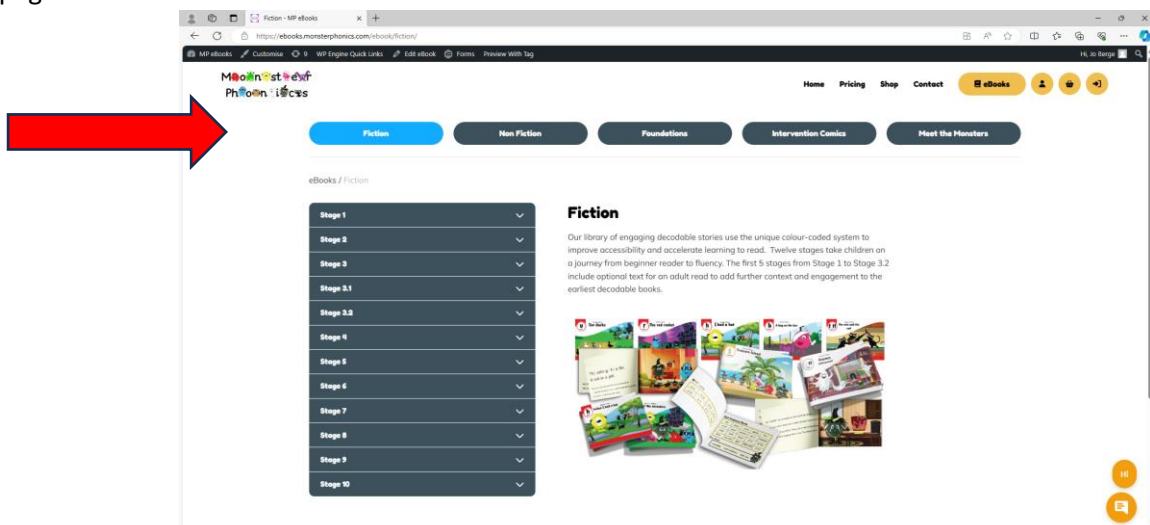 Fiction - MP eBooks
https://ebooks.monsterphonics.com/ebook/fiction/
MP eBooks Customise 9 WP Engine Quick Links Edit eBook Forms Preview With Tag Hi, Jo Berge
Home Pricing Shop Contact eBooks
Fiction Non Fiction Foundations Intervention Comics Meet the Monsters
eBooks / Fiction
Stage 1
Stage 2
Stage 3
Stage 3.1
Stage 3.2
Stage 4
Stage 5
Stage 6
Stage 7
Stage 8
Stage 9
Stage 10
Fiction
Our library of engaging decodable stories use the unique colour-coded system to
improve accessibility and accelerate learning to read. Twelve stages take children on
a journey from beginner reader to fluency. The first 5 stages from Stage 1 to Stage 3.2
include optional text for an adult read to add further context and engagement to the
earliest decodable books.
Hi